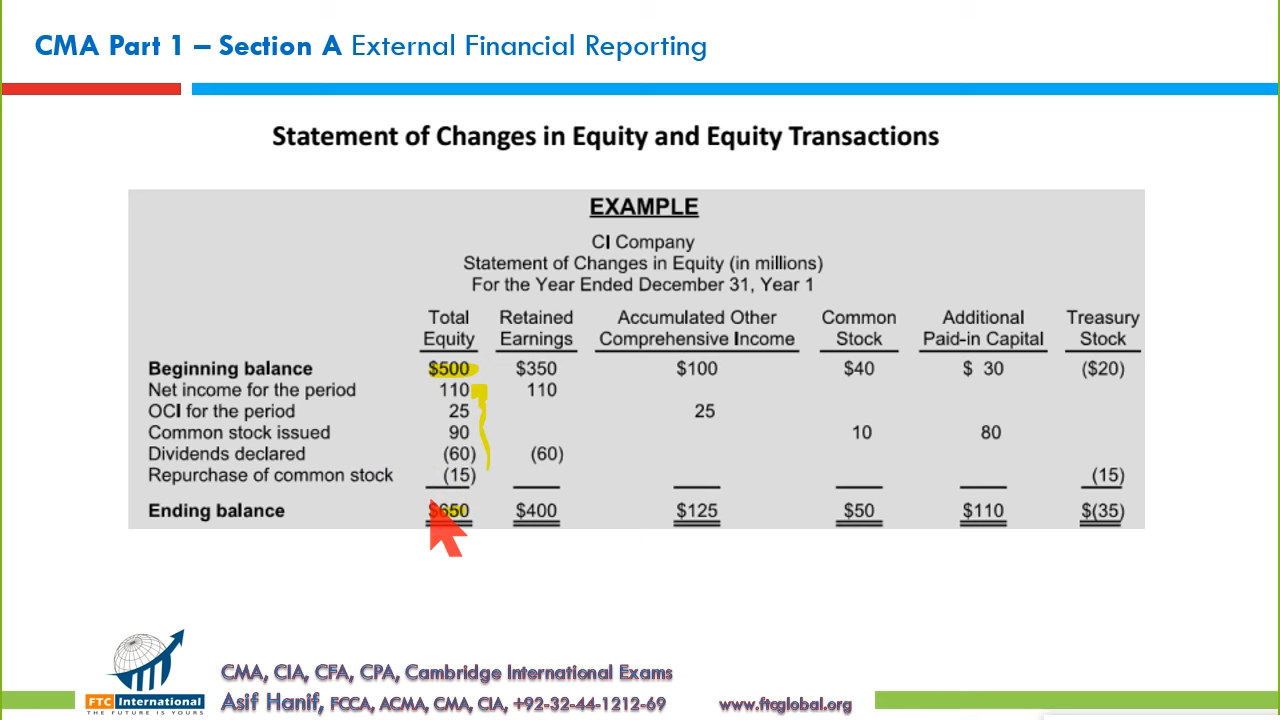 CMA Part 1 – Section A External Financial Reporting
Statement of Changes in Equity and Equity Transactions
EXAMPLE
CI Company
Statement of Changes in Equity (in millions)
For the Year Ended December 31, Year 1
Total Retained Accumulated Other Common Additional Treasury
Equity Earnings Comprehensive Income Stock Paid-in Capital Stock
Beginning balance $500 $350 $100 $40 $ 30 ($20)
Net income for the period 110 110
OCI for the period 25 25
Common stock issued 90 10 80
Dividends declared (60) (60)
Repurchase of common stock (15) (15)
Ending balance $650 $400 $125 $50 $110 $(35)
FTC International
THE FUTURE IS YOURS
CMA, CIA, CFA, CPA, Cambridge International Exams
Asif Hanif, FCCA, ACMA, CMA, CIA, +92-32-44-1212-69 www.ftcglobal.org